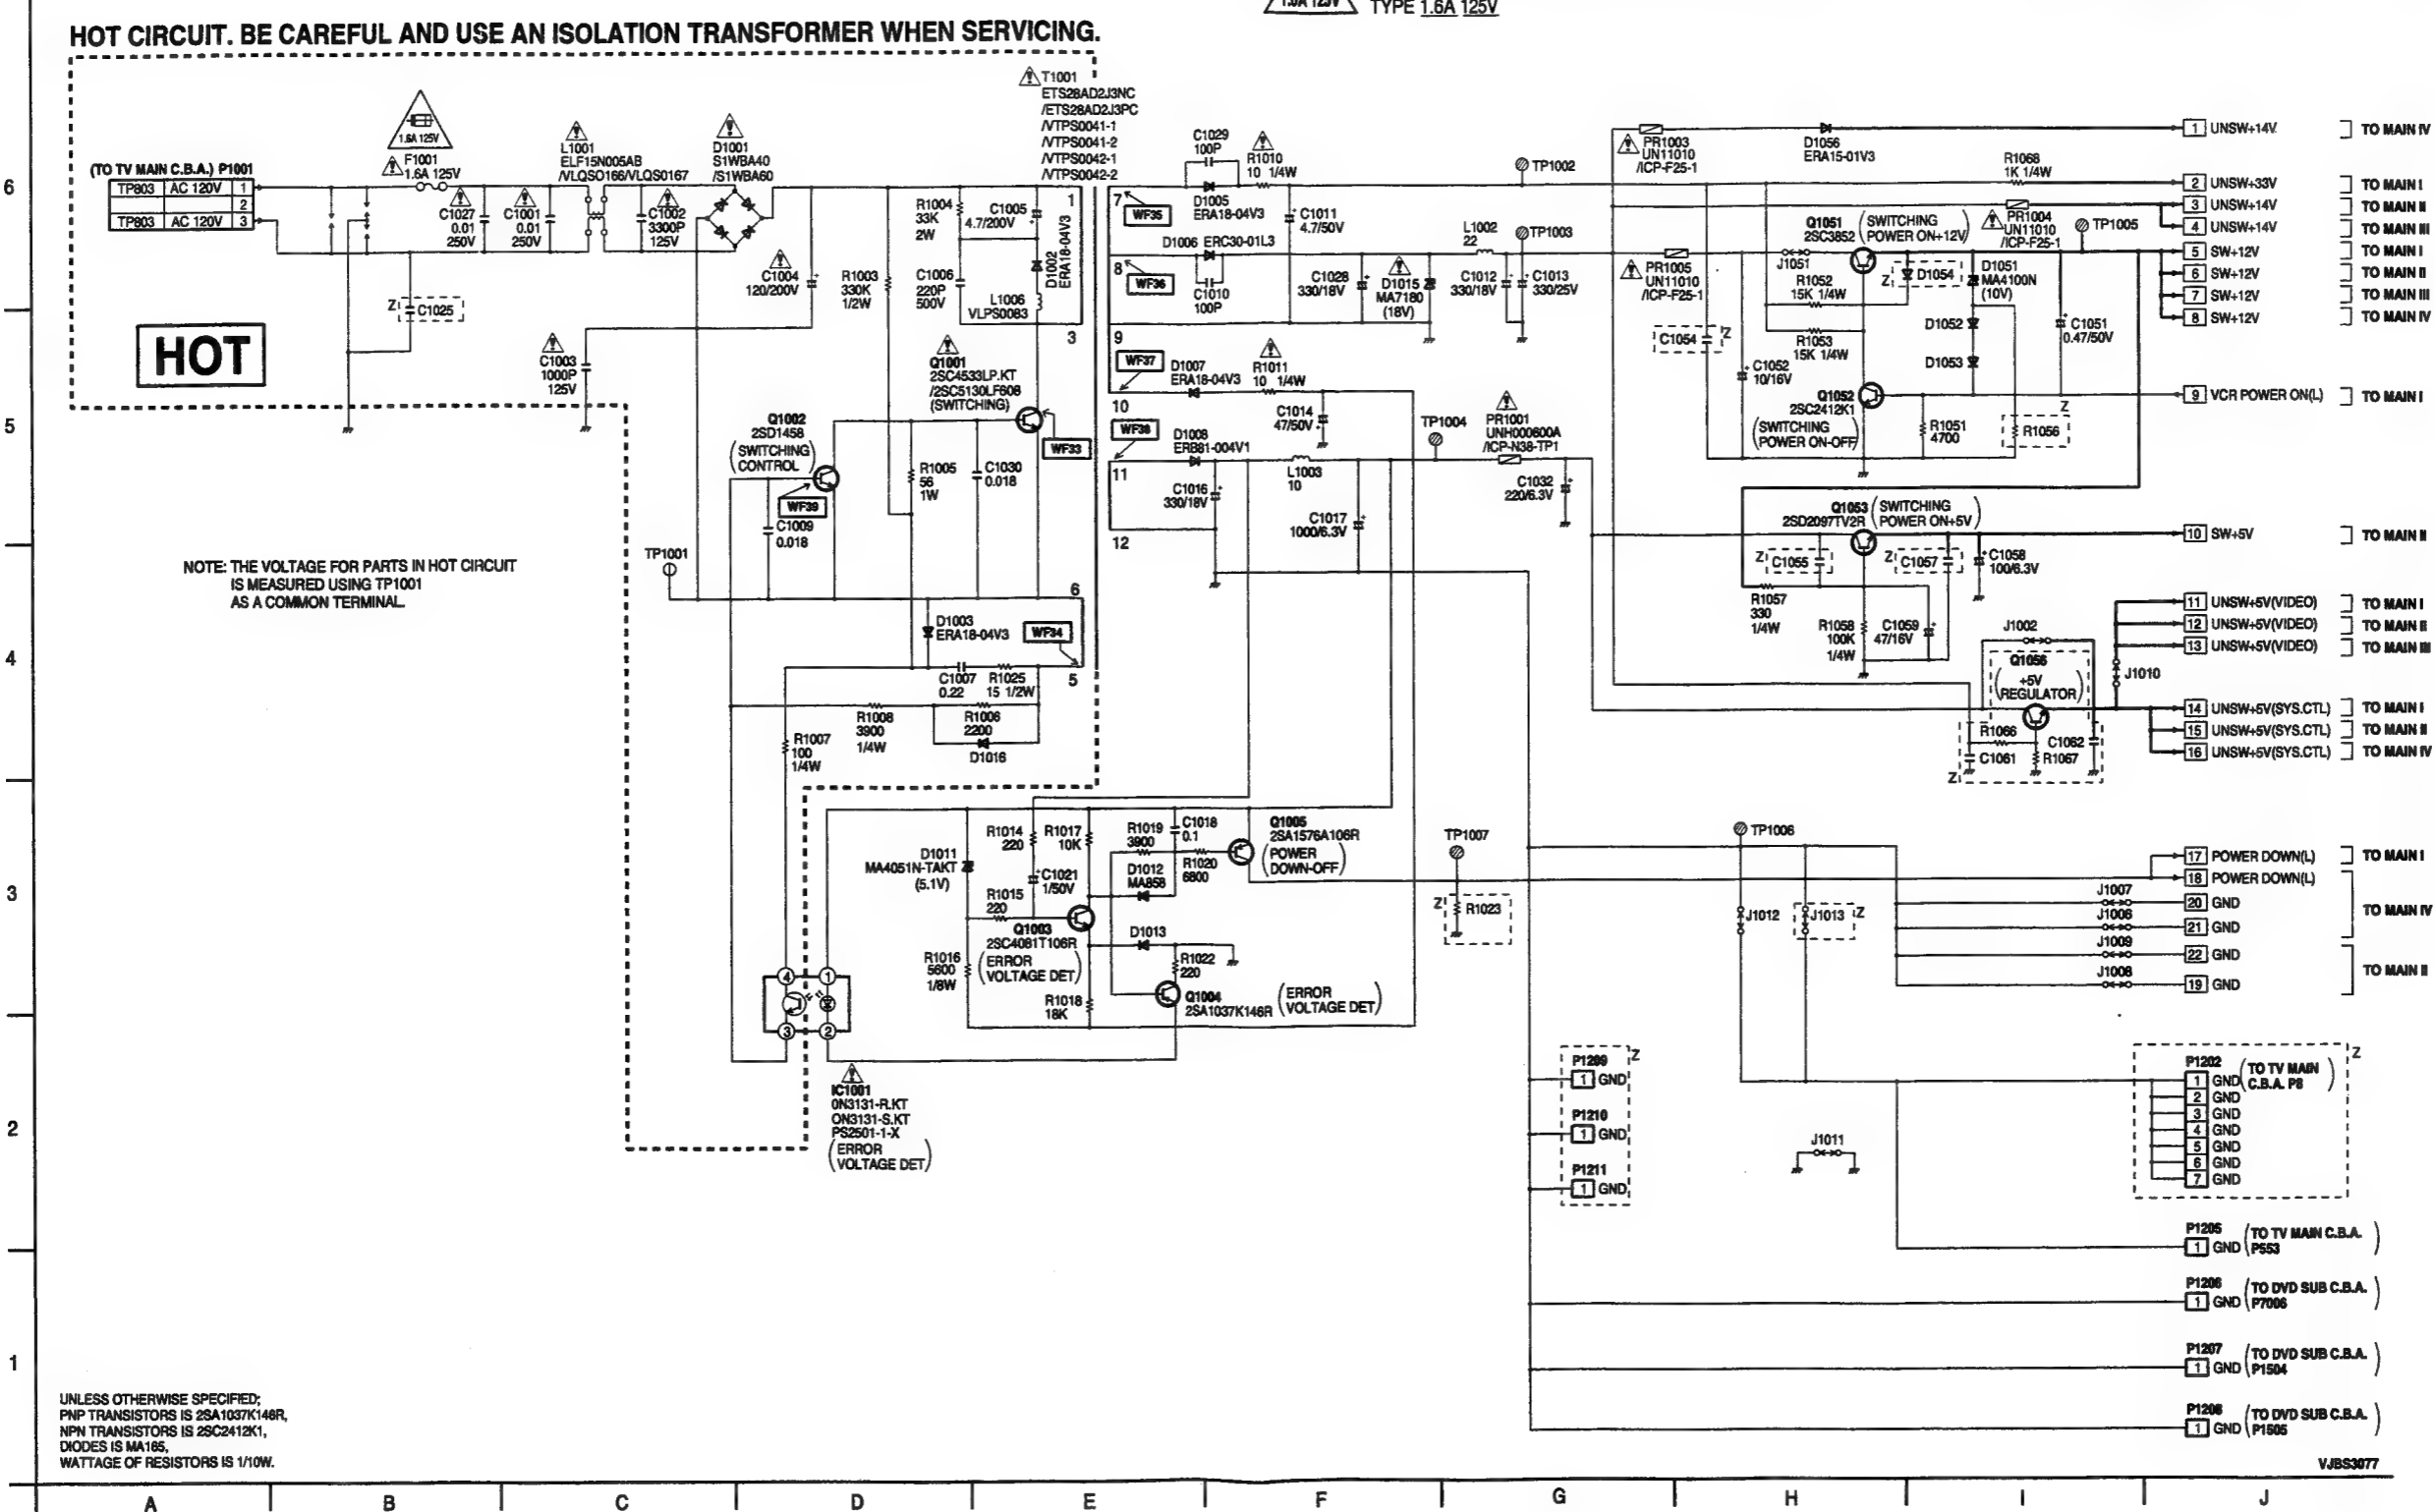 1.6A 125V
TYPE 1.6A 125V
HOT CIRCUIT. BE CAREFUL AND USE AN ISOLATION TRANSFORMER WHEN SERVICING.
(TO TV MAIN C.B.A.) P1001
TP803 AC 120V 1
2
TP803 AC 120V 3
1.6A 125V
F1001
1.6A 125V
C1027
0.01
250V
C1001
0.01
250V
L1001
ELF15N005AB
/VLQSO166/VLQS0167
C1002
3300P
125V
D1001
S1WBA40
/S1WBA60
Z C1025
HOT
C1003
1000P
125V
C1004
120/200V
R1003
330K
1/2W
R1004
33K
2W
C1005
4.7/200V
C1006
220P
500V
D1002
ERA18-04V3
L1006
VLPS0083
T1001
ETS28AD2J3NC
/ETS28AD2J3PC
/VTPS0041-1
/VTPS0041-2
/VTPS0042-1
/VTPS0042-2
1
3
6
5
Q1001
2SC4533LP.KT
/2SC5130LF608
(SWITCHING)
WF33
Q1002
2SD1458
(SWITCHING
CONTROL)
WF39
C1009
0.018
R1005
56
1W
C1030
0.018
TP1001
NOTE: THE VOLTAGE FOR PARTS IN HOT CIRCUIT
IS MEASURED USING TP1001
AS A COMMON TERMINAL.
D1003
ERA18-04V3
WF34
C1007
0.22
R1025
15 1/2W
R1008
3900
1/4W
R1006
2200
D1016
R1007
100
1/4W
7
WF35
8
WF36
9
WF37
10
WF38
11
12
C1029
100P
D1005
ERA18-04V3
R1010
10 1/4W
C1011
4.7/50V
D1006 ERC30-01L3
C1010
100P
C1028
330/18V
D1015
MA7180
(18V)
L1002
22
C1012
330/18V
C1013
330/25V
TP1002
TP1003
D1007
ERA18-04V3
R1011
10 1/4W
C1014
47/50V
D1008
ERB81-004V1
C1016
330/18V
L1003
10
C1017
1000/6.3V
TP1004
PR1001
UNH000600A
/ICP-N38-TP1
C1032
220/6.3V
PR1003
UN11010
/ICP-F25-1
D1056
ERA15-01V3
R1068
1K 1/4W
PR1004
UN11010
/ICP-F25-1
TP1005
PR1005
UN11010
/ICP-F25-1
J1051
Q1051
2SC3852
(SWITCHING
POWER ON+12V)
R1052
15K 1/4W
Z D1054
D1051
MA4100N
(10V)
D1052
D1053
C1051
0.47/50V
C1054 Z
R1053
15K 1/4W
C1052
10/16V
Q1052
2SC2412K1
(SWITCHING
POWER ON-OFF)
R1051
4700
Z
R1056
Q1053
2SD2097TV2R
(SWITCHING
POWER ON+5V)
Z C1055
Z C1057
C1058
100/6.3V
R1057
330
1/4W
R1058
100K
1/4W
C1059
47/16V
J1002
Q1056
(+5V
REGULATOR)
J1010
R1066
C1062
C1061
R1067
Z
1 UNSW+14V TO MAIN IV
2 UNSW+33V TO MAIN I
3 UNSW+14V TO MAIN II
4 UNSW+14V TO MAIN III
5 SW+12V TO MAIN I
6 SW+12V TO MAIN II
7 SW+12V TO MAIN III
8 SW+12V TO MAIN IV
9 VCR POWER ON(L) TO MAIN I
10 SW+5V TO MAIN II
11 UNSW+5V(VIDEO) TO MAIN I
12 UNSW+5V(VIDEO) TO MAIN II
13 UNSW+5V(VIDEO) TO MAIN III
14 UNSW+5V(SYS.CTL) TO MAIN I
15 UNSW+5V(SYS.CTL) TO MAIN II
16 UNSW+5V(SYS.CTL) TO MAIN IV
17 POWER DOWN(L) TO MAIN I
18 POWER DOWN(L)
J1007
20 GND TO MAIN IV
J1006
21 GND
J1009
22 GND
J1008 TO MAIN II
19 GND
D1011
MA4051N-TAKT
(5.1V)
R1014
220
R1017
10K
C1021
1/50V
R1015
220
R1019
3900
C1018
0.1
D1012
MA858
R1020
6800
Q1005
2SA1576A106R
(POWER
DOWN-OFF)
Q1003
2SC4081T106R
(ERROR
VOLTAGE DET)
D1013
R1016
5600
1/8W
R1018
18K
R1022
220
Q1004
2SA1037K146R
(ERROR
VOLTAGE DET)
4 1
3 2
IC1001
0N3131-R.KT
ON3131-S.KT
PS2501-1-X
(ERROR
VOLTAGE DET)
TP1007
Z R1023
TP1006
J1012
J1013 Z
P1209 Z
1 GND
P1210
1 GND
P1211
1 GND
J1011
P1202 (TO TV MAIN
C.B.A. P8) Z
1 GND
2 GND
3 GND
4 GND
5 GND
6 GND
7 GND
P1205 (TO TV MAIN C.B.A.
1 GND P553)
P1206 (TO DVD SUB C.B.A.
1 GND P7006)
P1207 (TO DVD SUB C.B.A.
1 GND P1504)
P1208 (TO DVD SUB C.B.A.
1 GND P1505)
UNLESS OTHERWISE SPECIFIED;
PNP TRANSISTORS IS 2SA1037K146R,
NPN TRANSISTORS IS 2SC2412K1,
DIODES IS MA165,
WATTAGE OF RESISTORS IS 1/10W.
VJBS3077
6
5
4
3
2
1
A B C D E F G H I J